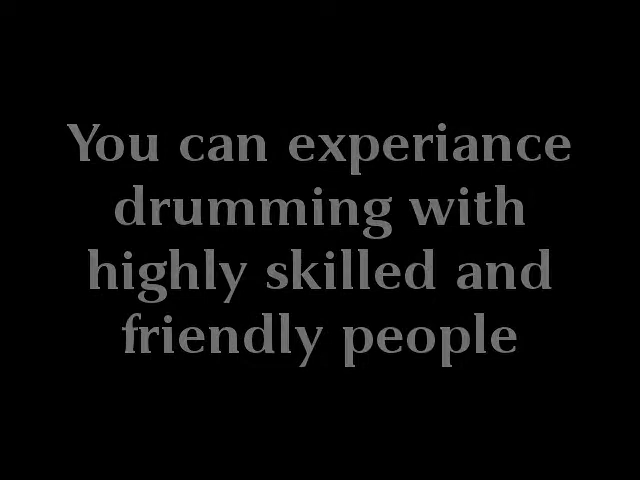 You can experiance
drumming with
highly skilled and
friendly people